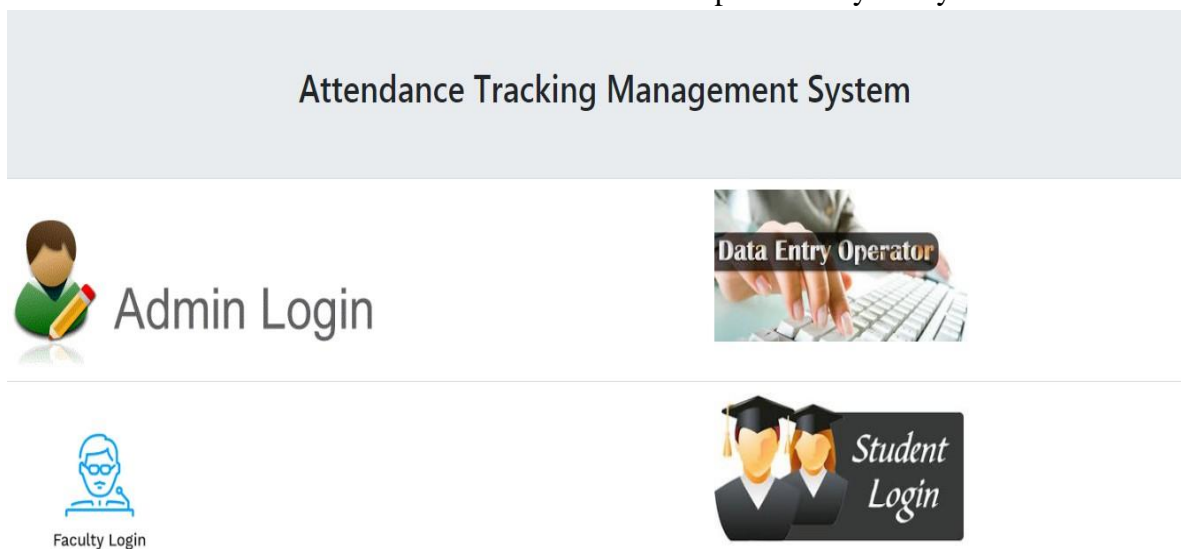 Attendance Tracking Management System
Admin Login
Data Entry Operator
Faculty Login
Student
Login